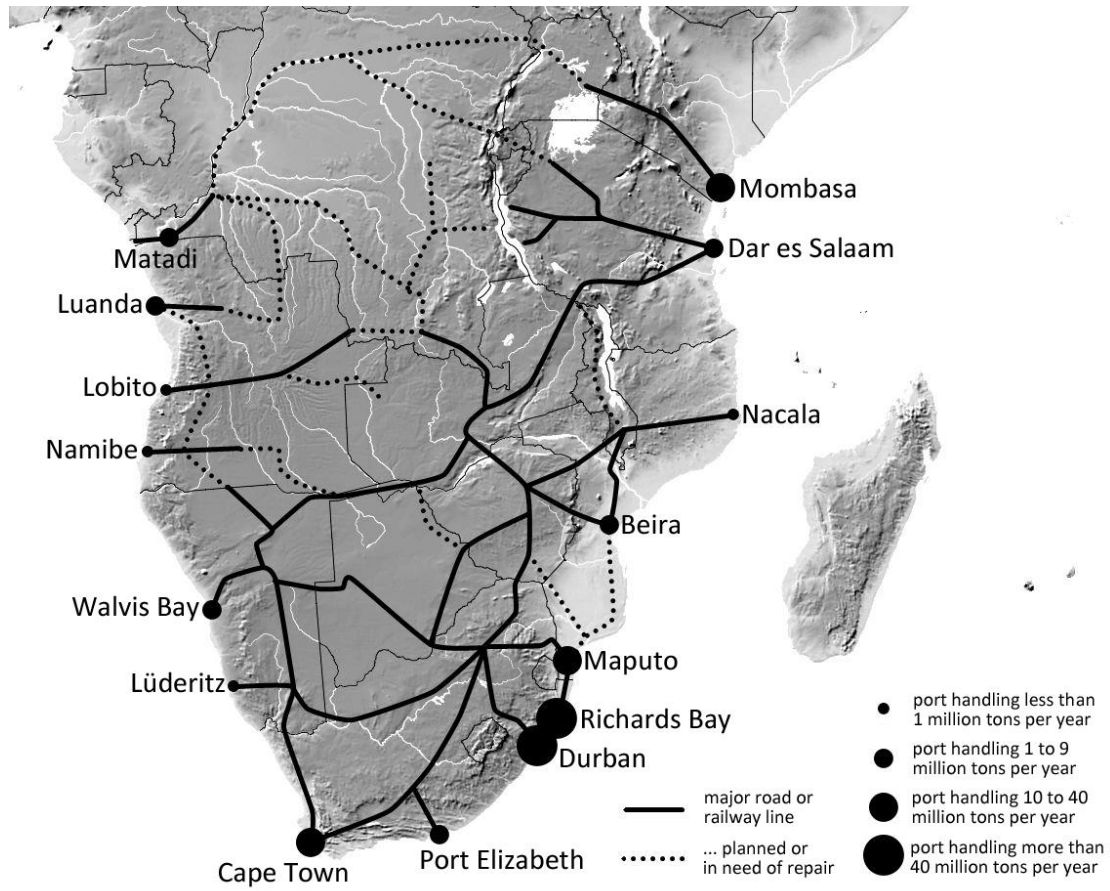 Mombasa
Dar es Salaam
Matadi
Luanda
Lobito
Nacala
Namibe
Beira
Walvis Bay
Maputo
Lüderitz
Richards Bay
Durban
Port Elizabeth
Cape Town
port handling less than
1 million tons per year
port handling 1 to 9
million tons per year
port handling 10 to 40
million tons per year
port handling more than
40 million tons per year
major road or
railway line
... planned or
in need of repair